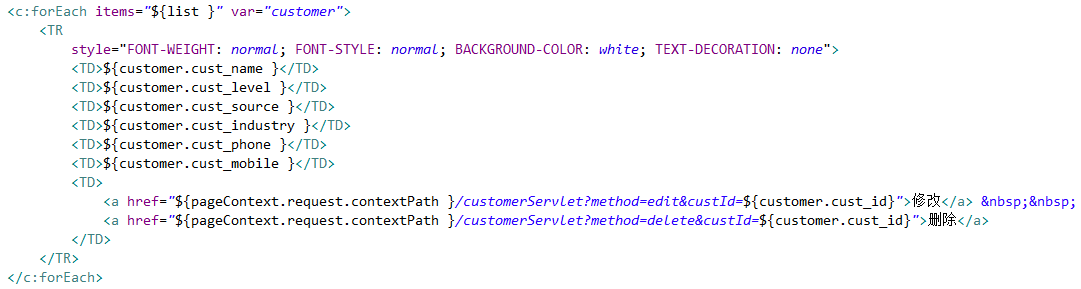 <c:forEach items="${list }" var="customer">
<TR
style="FONT-WEIGHT: normal; FONT-STYLE: normal; BACKGROUND-COLOR: white; TEXT-DECORATION: none">
<TD>${customer.cust_name }</TD>
<TD>${customer.cust_level }</TD>
<TD>${customer.cust_source }</TD>
<TD>${customer.cust_industry }</TD>
<TD>${customer.cust_phone }</TD>
<TD>${customer.cust_mobile }</TD>
<TD>
<a href="${pageContext.request.contextPath }/customerServlet?method=edit&custId=${customer.cust_id}">修改</a> &nbsp;&nbsp;
<a href="${pageContext.request.contextPath }/customerServlet?method=delete&custId=${customer.cust_id}">删除</a>
</TD>
</TR>
</c:forEach>